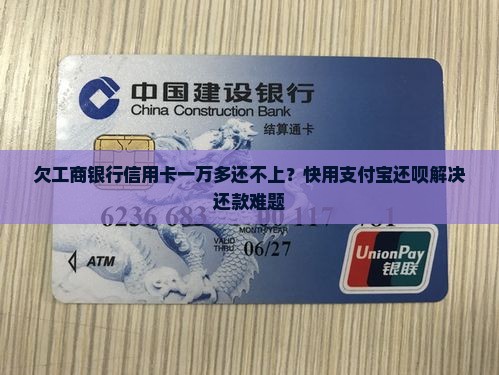 中国建设银行
China Construction Bank
结算通卡
欠工商银行信用卡一万多还不上？快用支付宝还呗解决
还款难题
MONTH/YEAR
VALID
THRU
06/27
ATM
UnionPay
银联